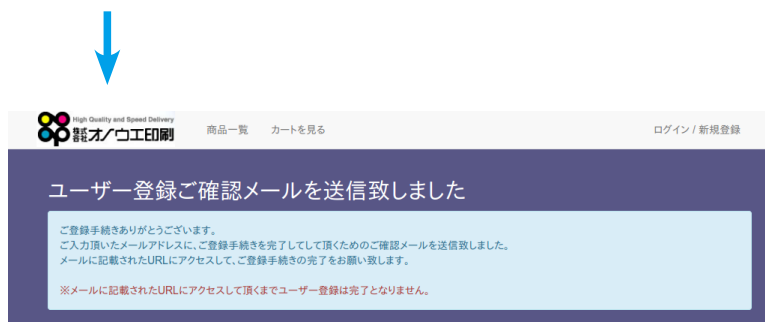 High Quality and Speed Delivery
株式会社オノウエ印刷 商品一覧 カートを見る ログイン / 新規登録
ユーザー登録ご確認メールを送信致しました
ご登録手続きありがとうございます。
ご入力頂いたメールアドレスに、ご登録手続きを完了してして頂くためのご確認メールを送信致しました。
メールに記載されたURLにアクセスして、ご登録手続きの完了をお願い致します。
※メールに記載されたURLにアクセスして頂くまでユーザー登録は完了となりません。